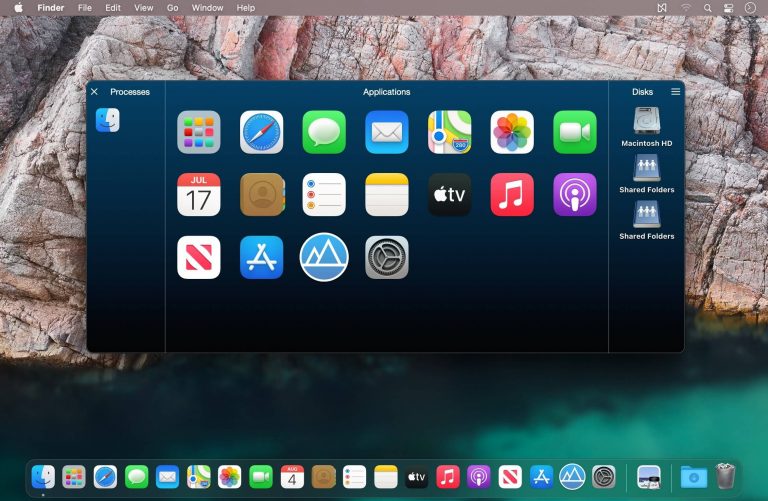 Finder File Edit View Go Window Help
Processes Applications Disks
280
Macintosh HD
JUL
17
tv
Shared Folders
Shared Folders
AUG
4
tv